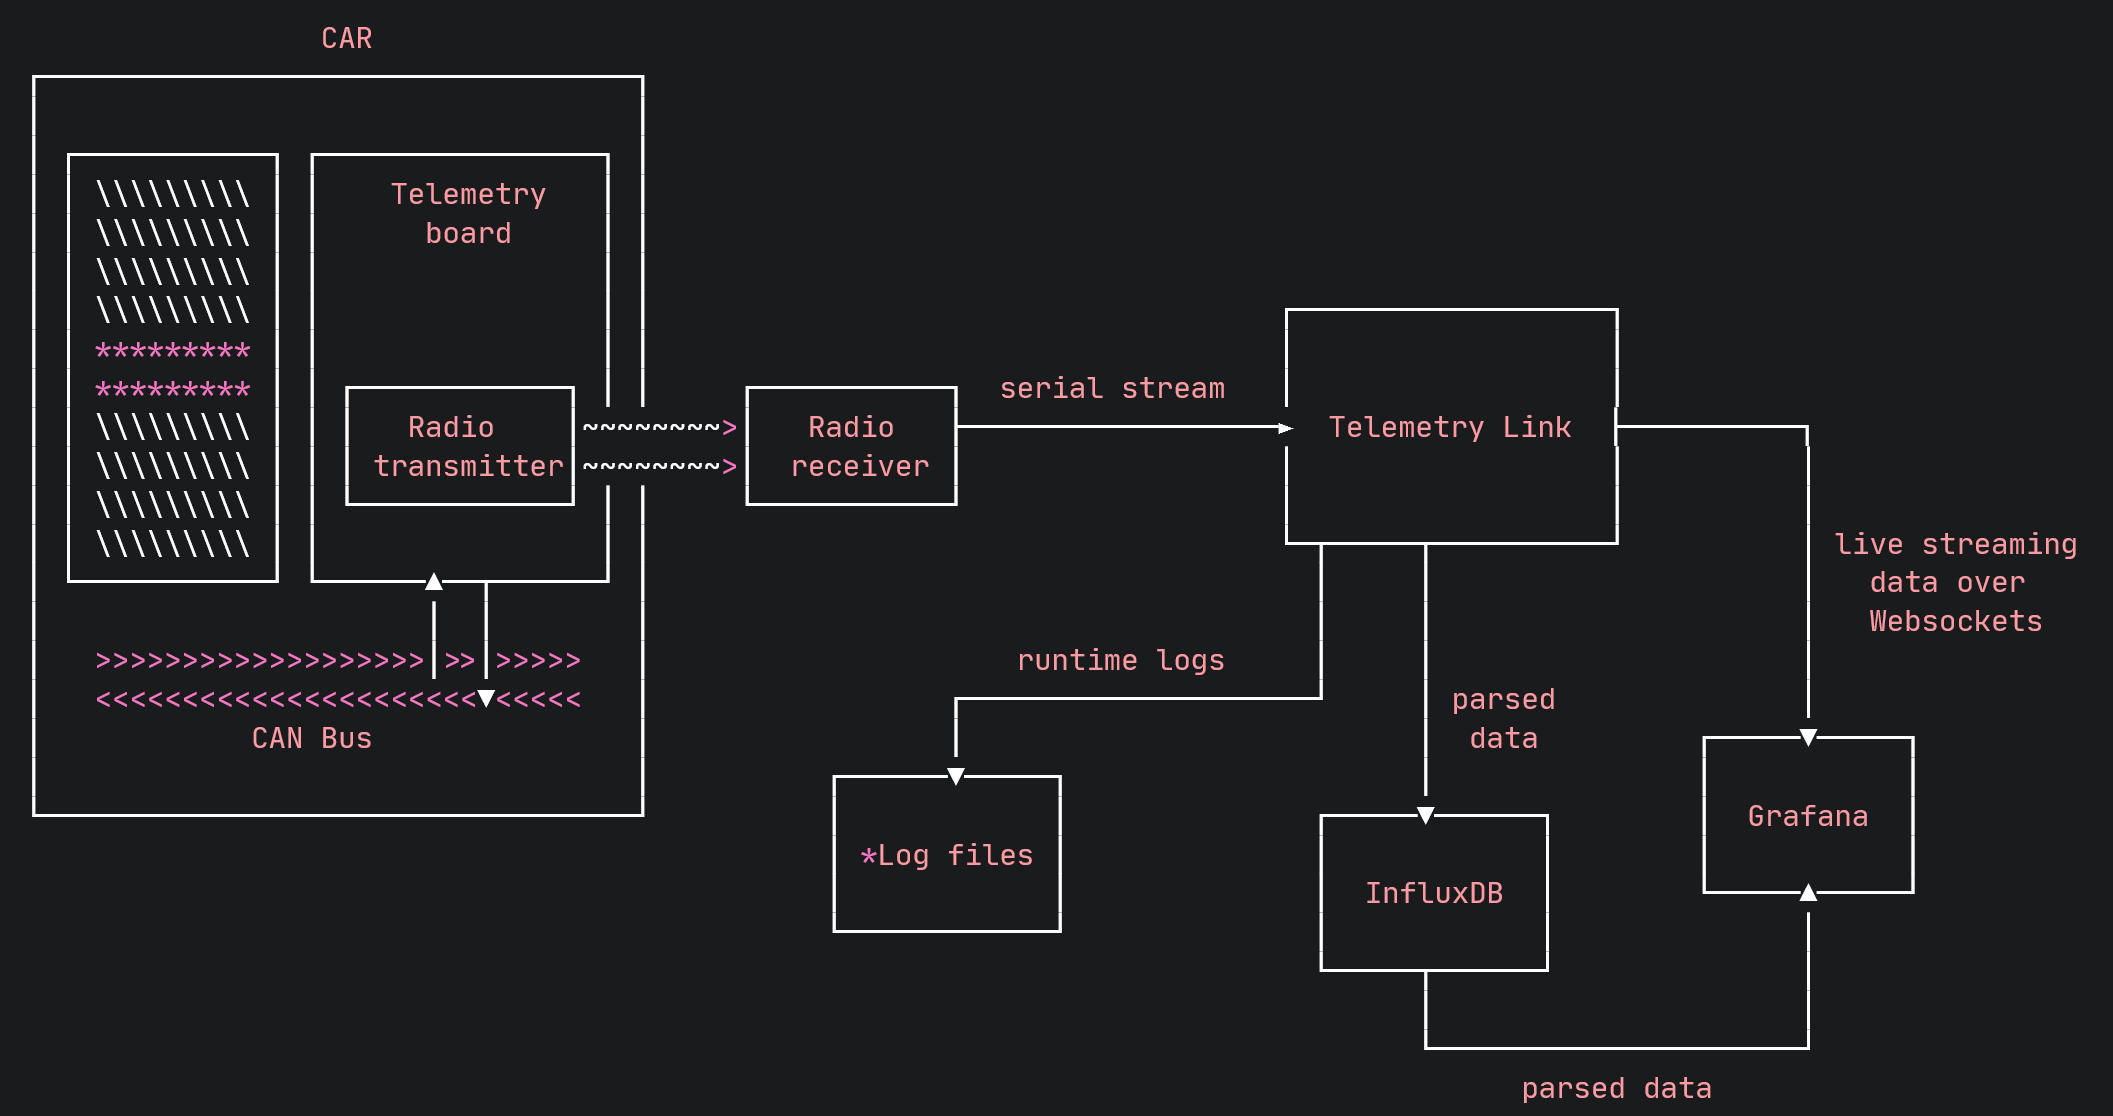 CAR
\\\\\\\\\
\\\\\\\\\
\\\\\\\\\
\\\\\\\\\
*********
*********
\\\\\\\\\
\\\\\\\\\
\\\\\\\\\
\\\\\\\\\
Telemetry
board
Radio
transmitter
~~~~~~~~>
~~~~~~~~>
>>>>>>>>>>>>>>>>>>> >> >>>>>
<<<<<<<<<<<<<<<<<<<<<< <<<<<
CAN Bus
Radio
receiver
serial stream
Telemetry Link
live streaming
data over
Websockets
runtime logs
parsed
data
*Log files
InfluxDB
Grafana
parsed data